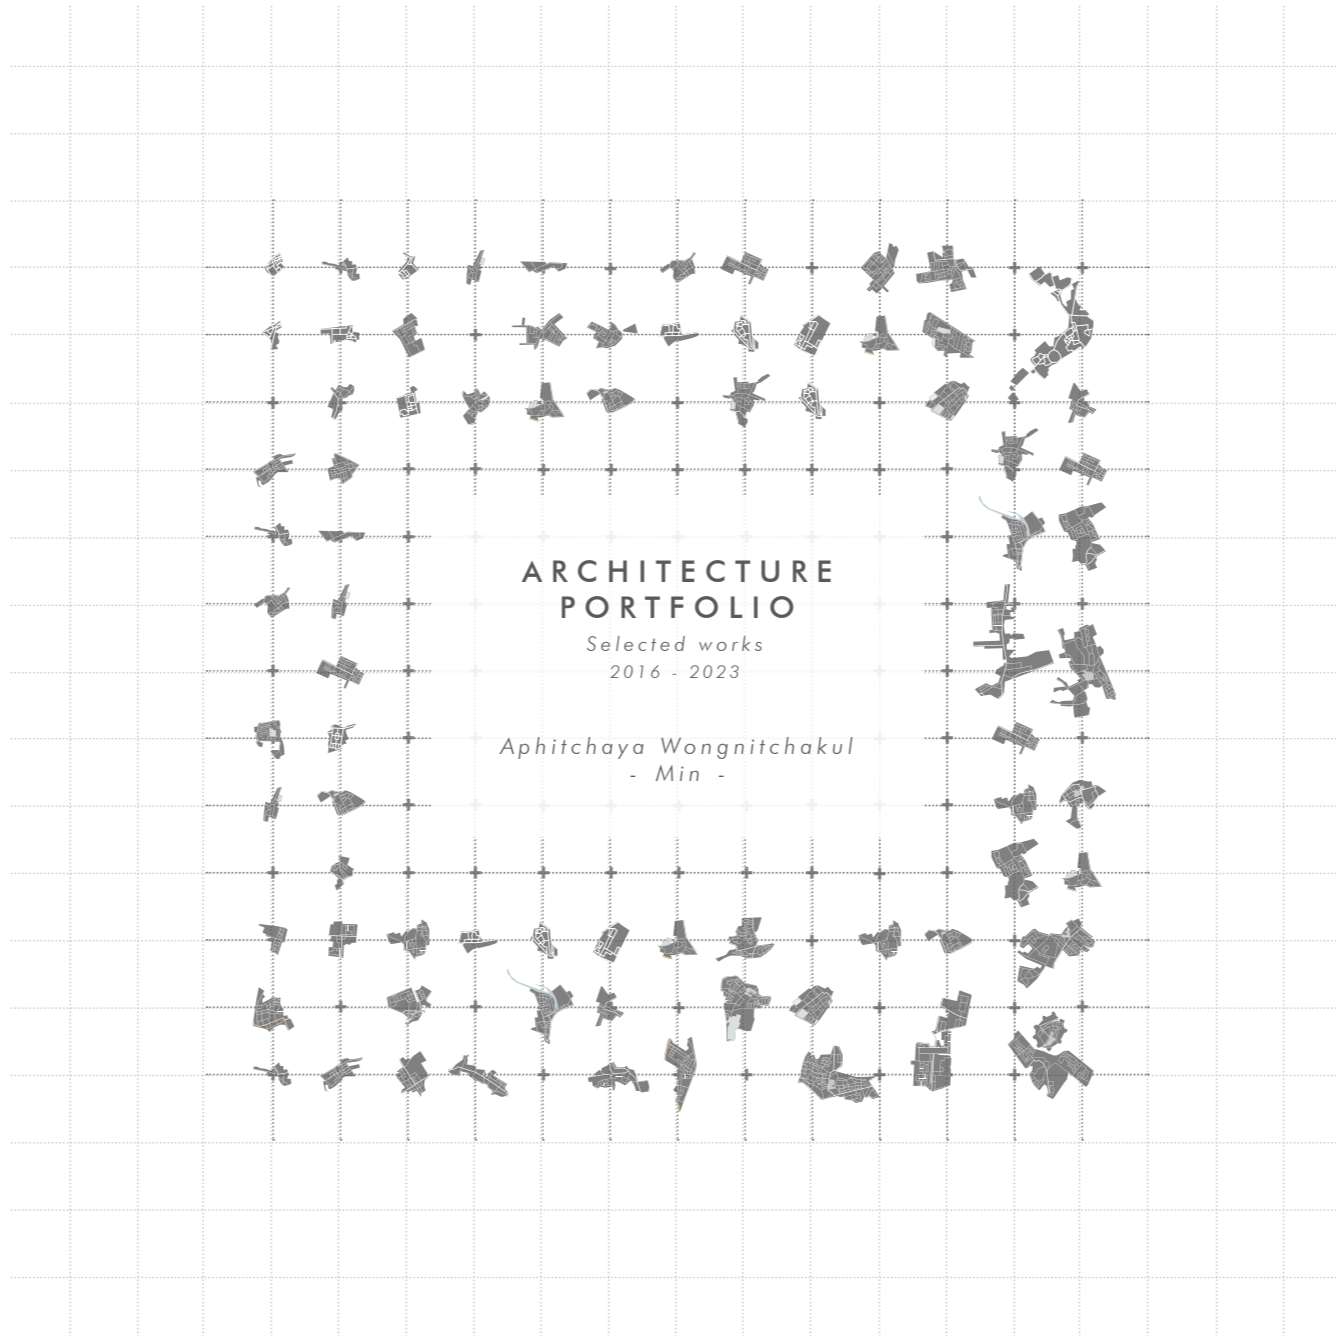 ARCHITECTURE
PORTFOLIO
Selected works
2016 - 2023
Aphitchaya Wongnitchakul
- Min -